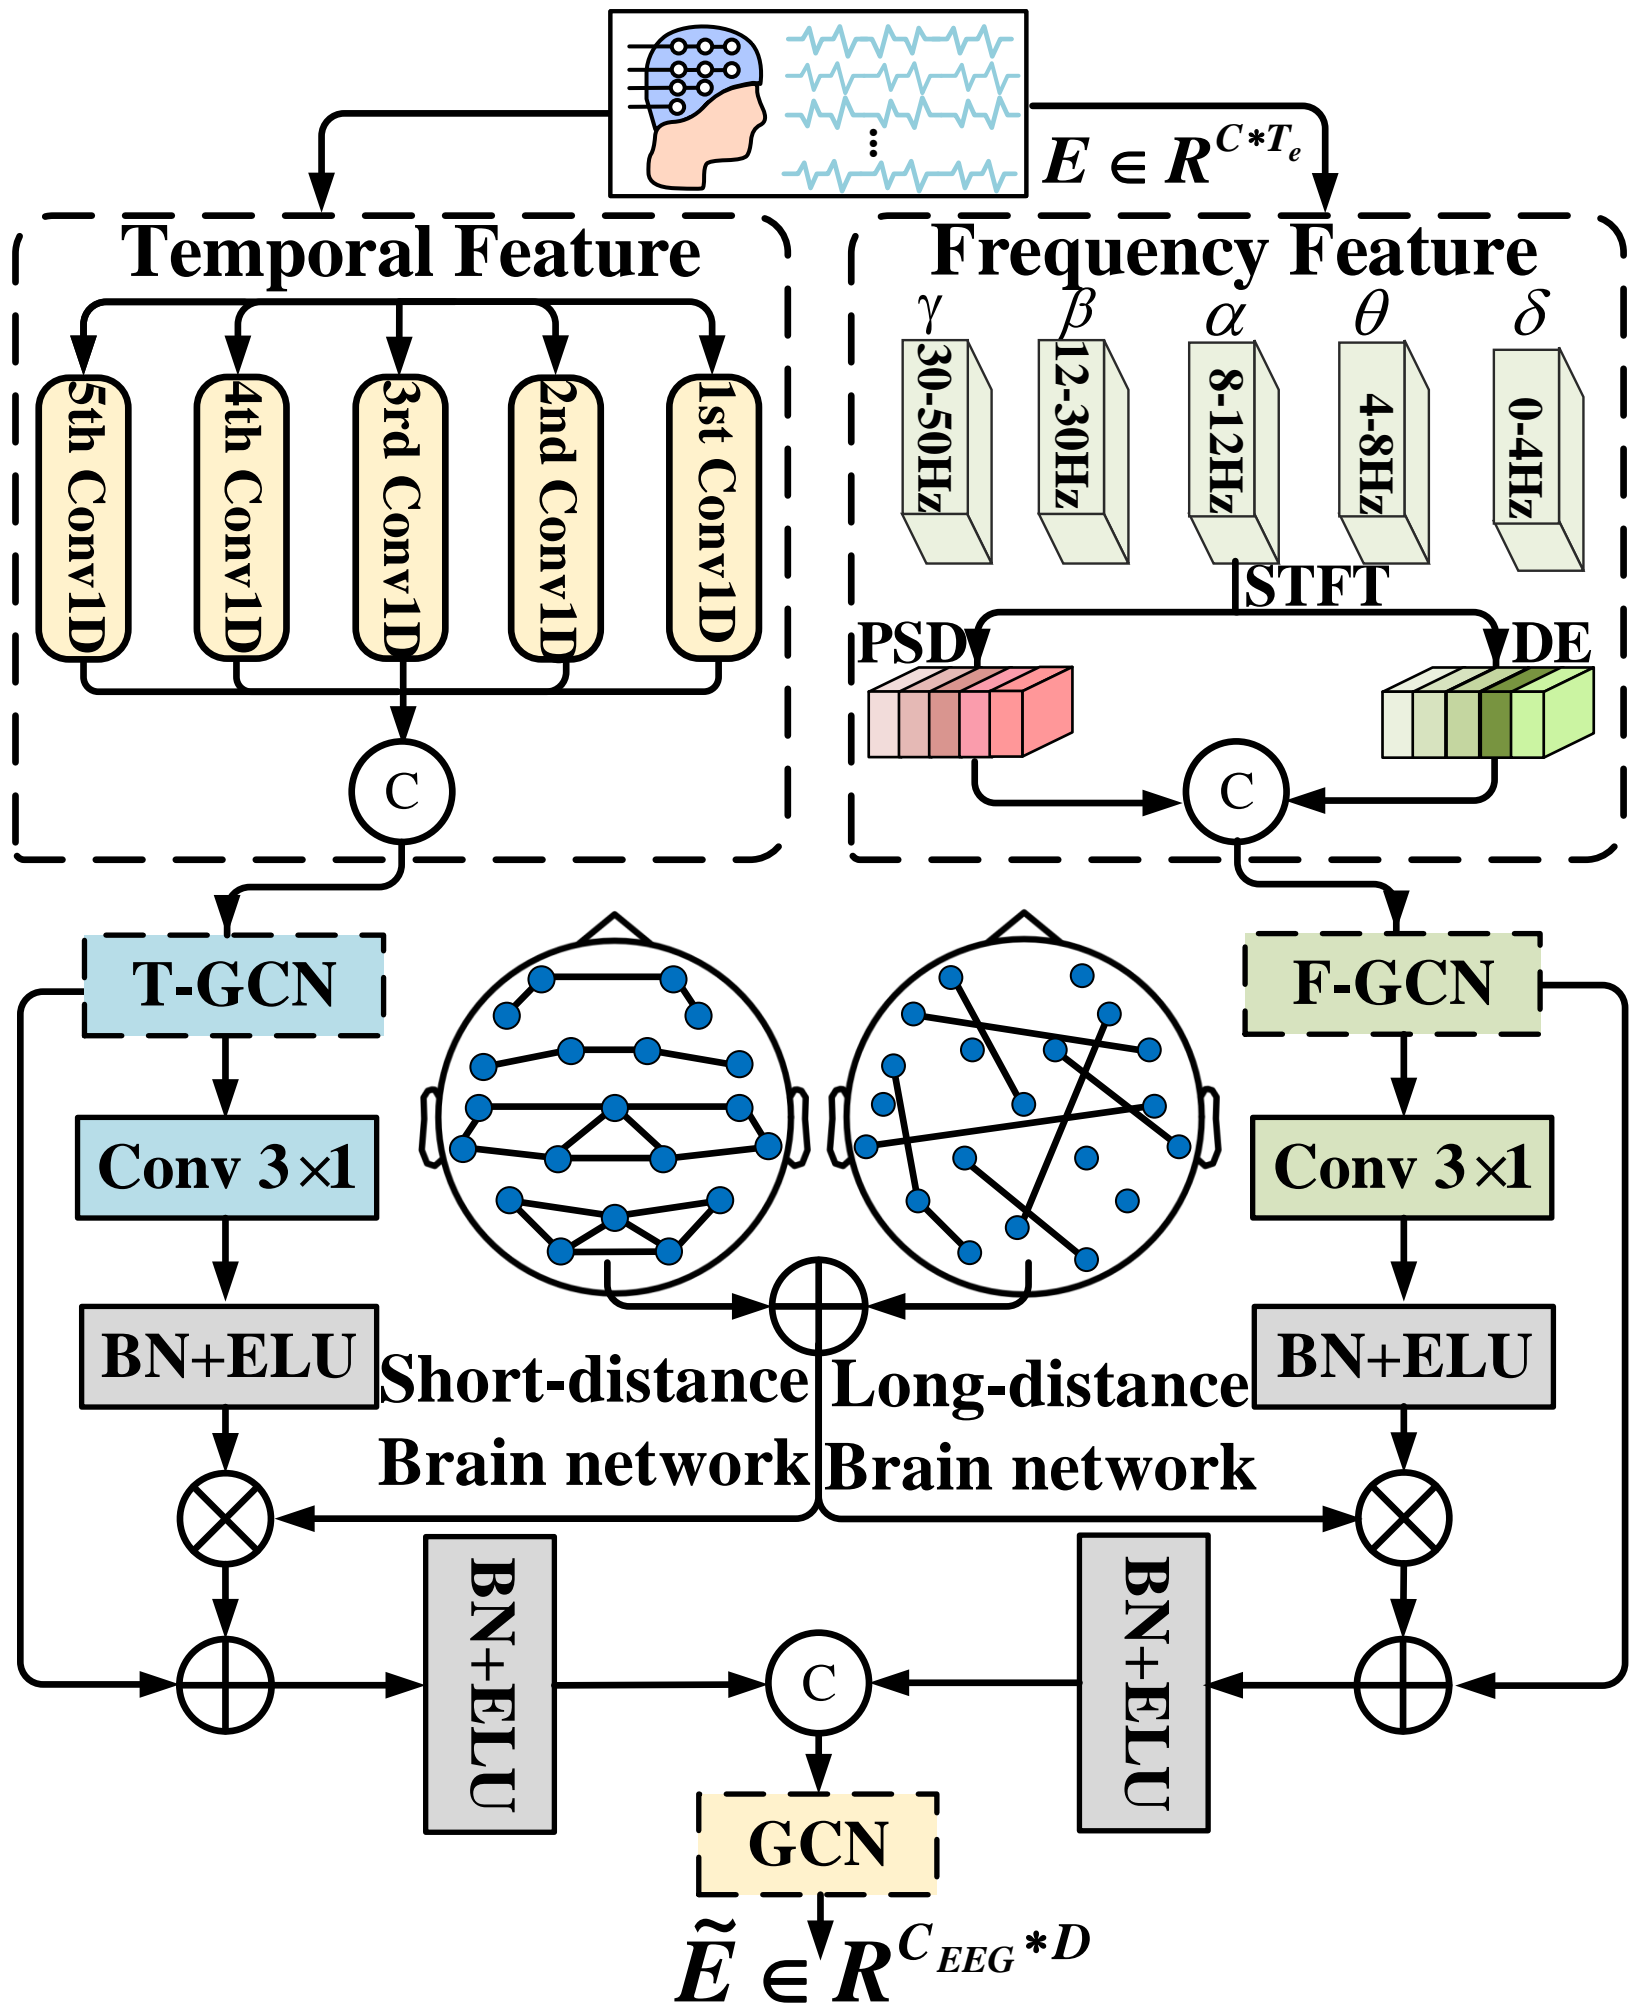 E ∈ R^{C*T_e}
Temporal Feature
5th Conv1D
4th Conv1D
3rd Conv1D
2nd Conv1D
1st Conv1D
C
Frequency Feature
γ β α θ δ
30-50Hz
12-30Hz
8-12Hz
4-8Hz
0-4Hz
STFT
PSD
DE
C
T-GCN
F-GCN
Conv 3×1
Conv 3×1
BN+ELU
BN+ELU
Short-distance
Brain network
Long-distance
Brain network
BN+ELU
C
BN+ELU
GCN
Ẽ ∈ R^{C_{EEG}*D}